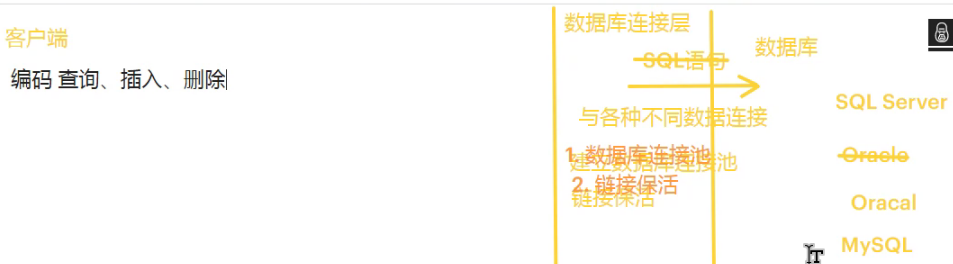 客户端
编码 查询、插入、删除
数据库连接层
SQL语句
与各种不同数据连接
1. 数据库连接池
建立数据库连接池
2. 链接保活
链接保活
数据库
SQL Server
Oracle
Oracal
MySQL